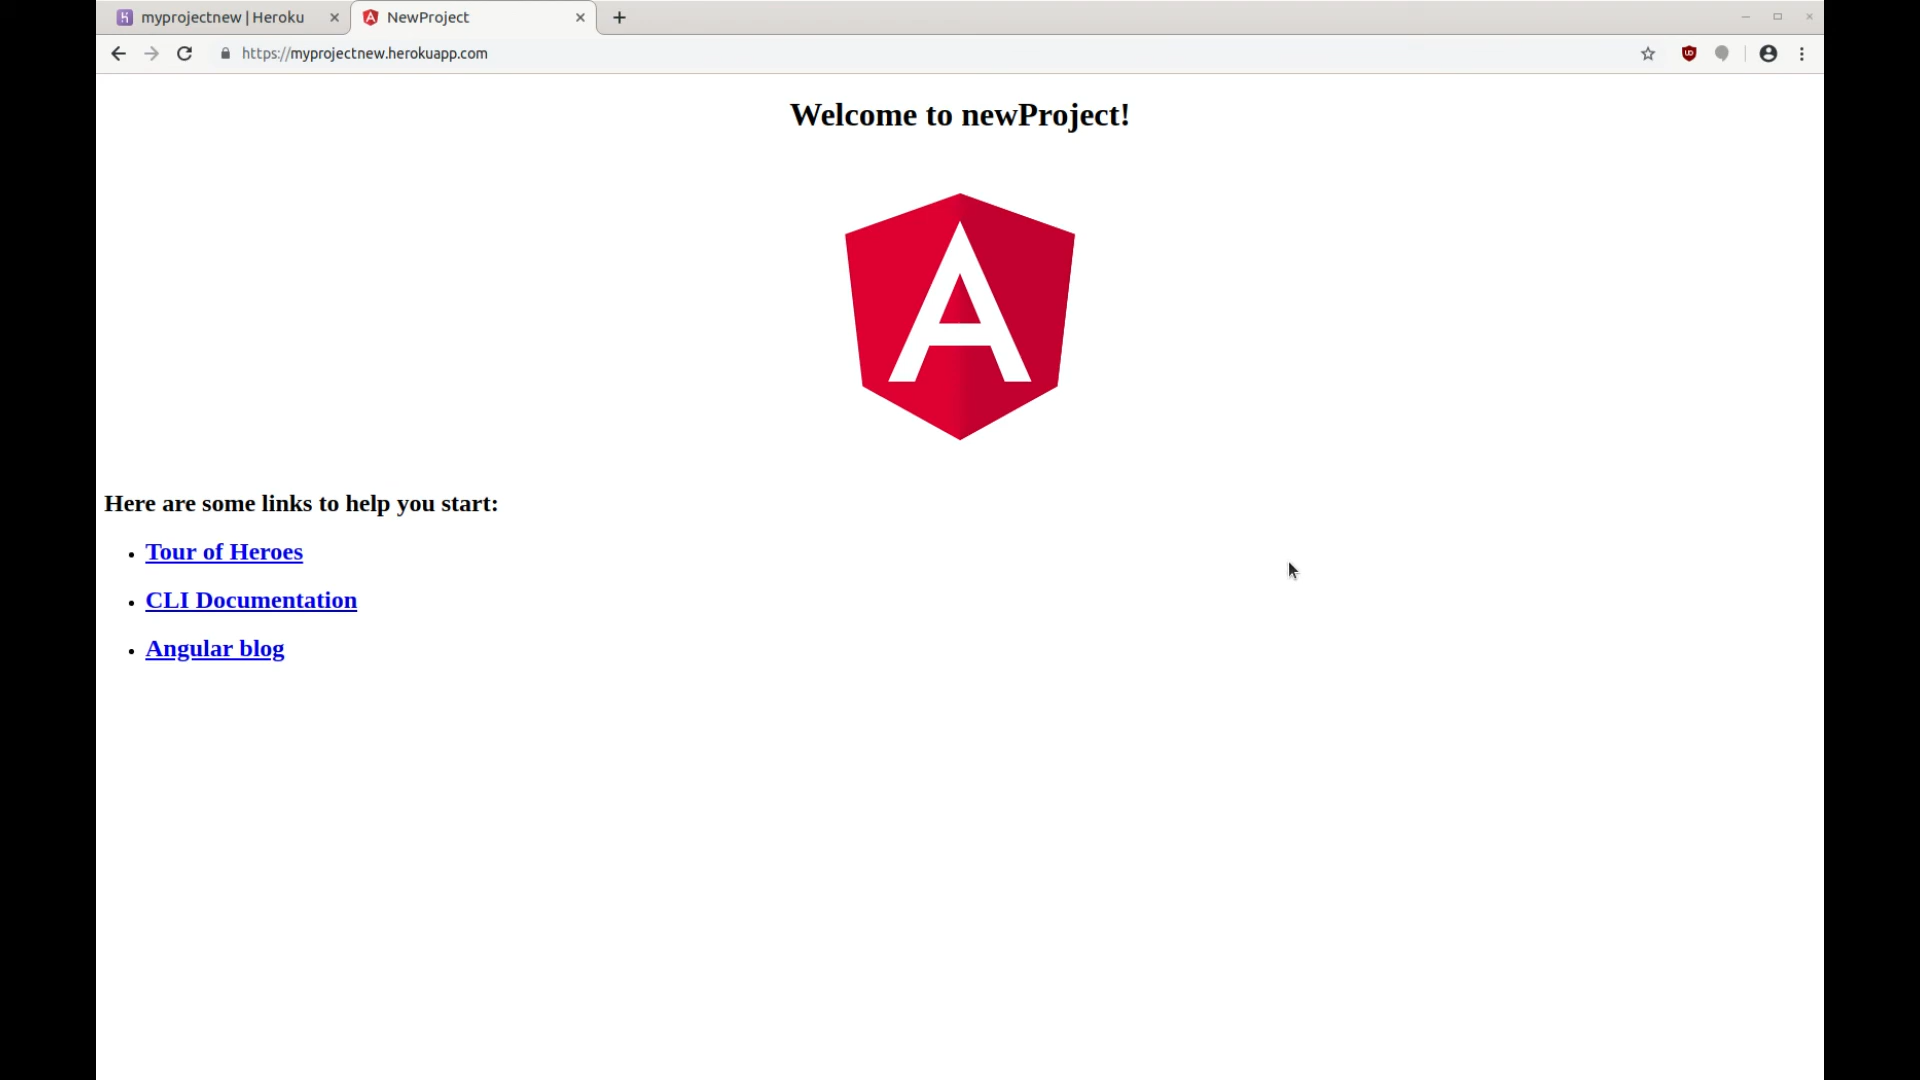 myprojectnew | Heroku
NewProject
https://myprojectnew.herokuapp.com
Welcome to newProject!
A
Here are some links to help you start:
Tour of Heroes
CLI Documentation
Angular blog